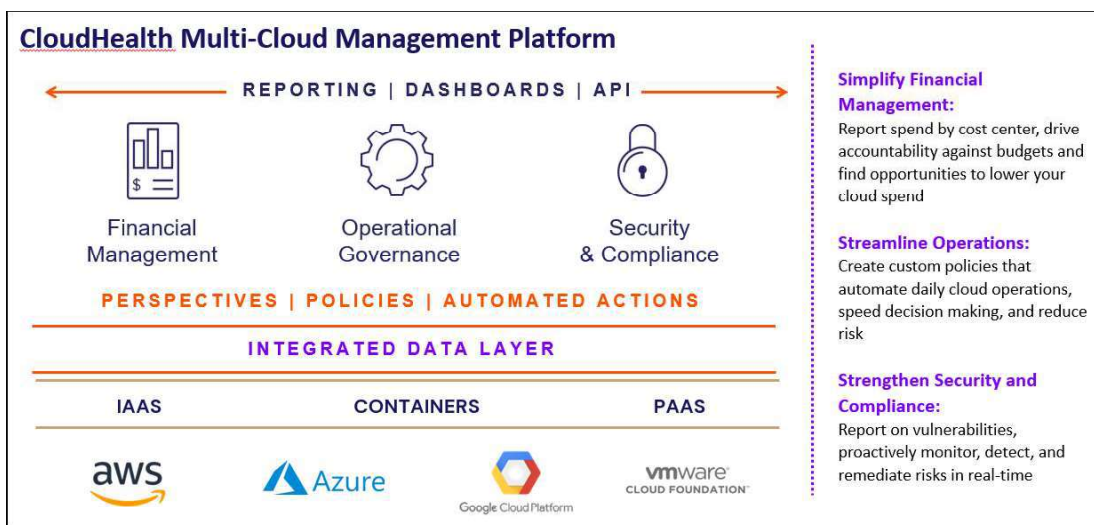 CloudHealth Multi-Cloud Management Platform
REPORTING | DASHBOARDS | API
$
Financial
Management
Operational
Governance
Security
& Compliance
PERSPECTIVES | POLICIES | AUTOMATED ACTIONS
INTEGRATED DATA LAYER
IAAS
CONTAINERS
PAAS
aws
Azure
Google Cloud Platform
vmware
CLOUD FOUNDATION™
Simplify Financial
Management:
Report spend by cost center, drive
accountability against budgets and
find opportunities to lower your
cloud spend
Streamline Operations:
Create custom policies that
automate daily cloud operations,
speed decision making, and reduce
risk
Strengthen Security and
Compliance:
Report on vulnerabilities,
proactively monitor, detect, and
remediate risks in real-time